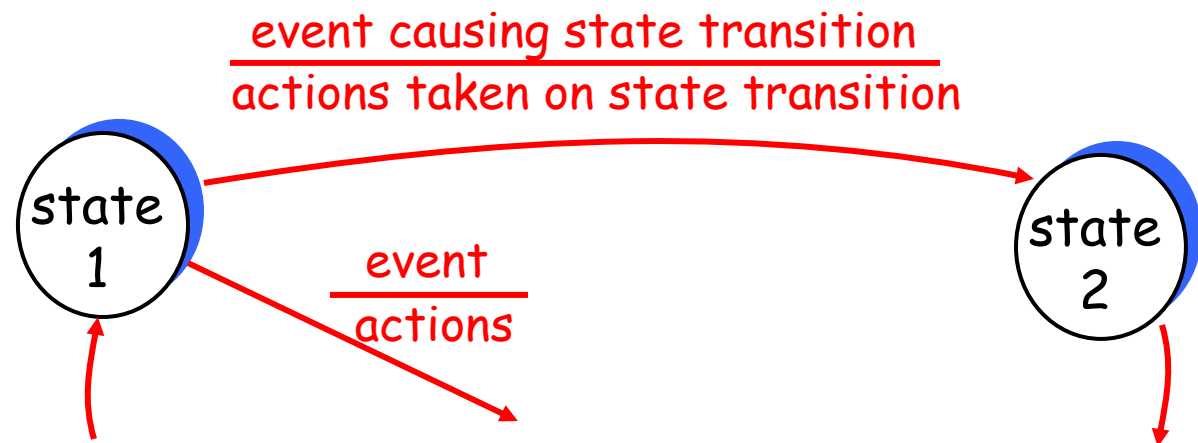 event causing state transition
actions taken on state transition
state
1
event
actions
state
2